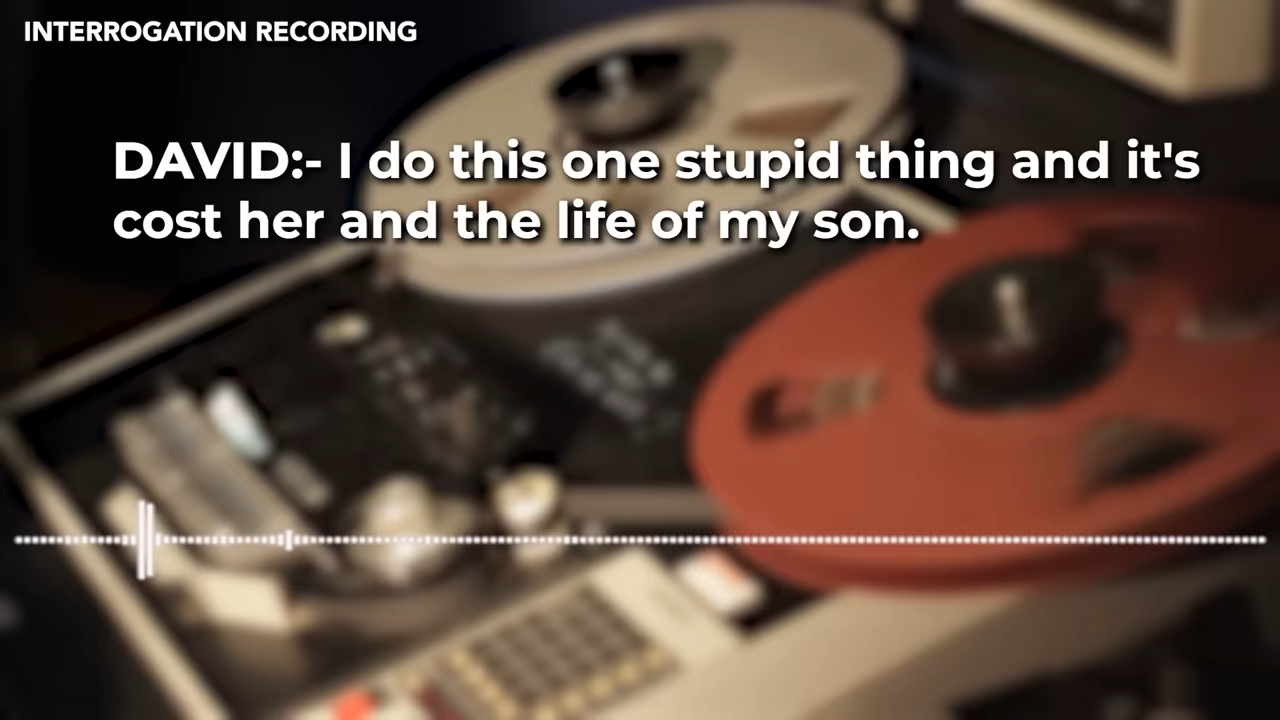 INTERROGATION RECORDING
DAVID:- I do this one stupid thing and it's
cost her and the life of my son.